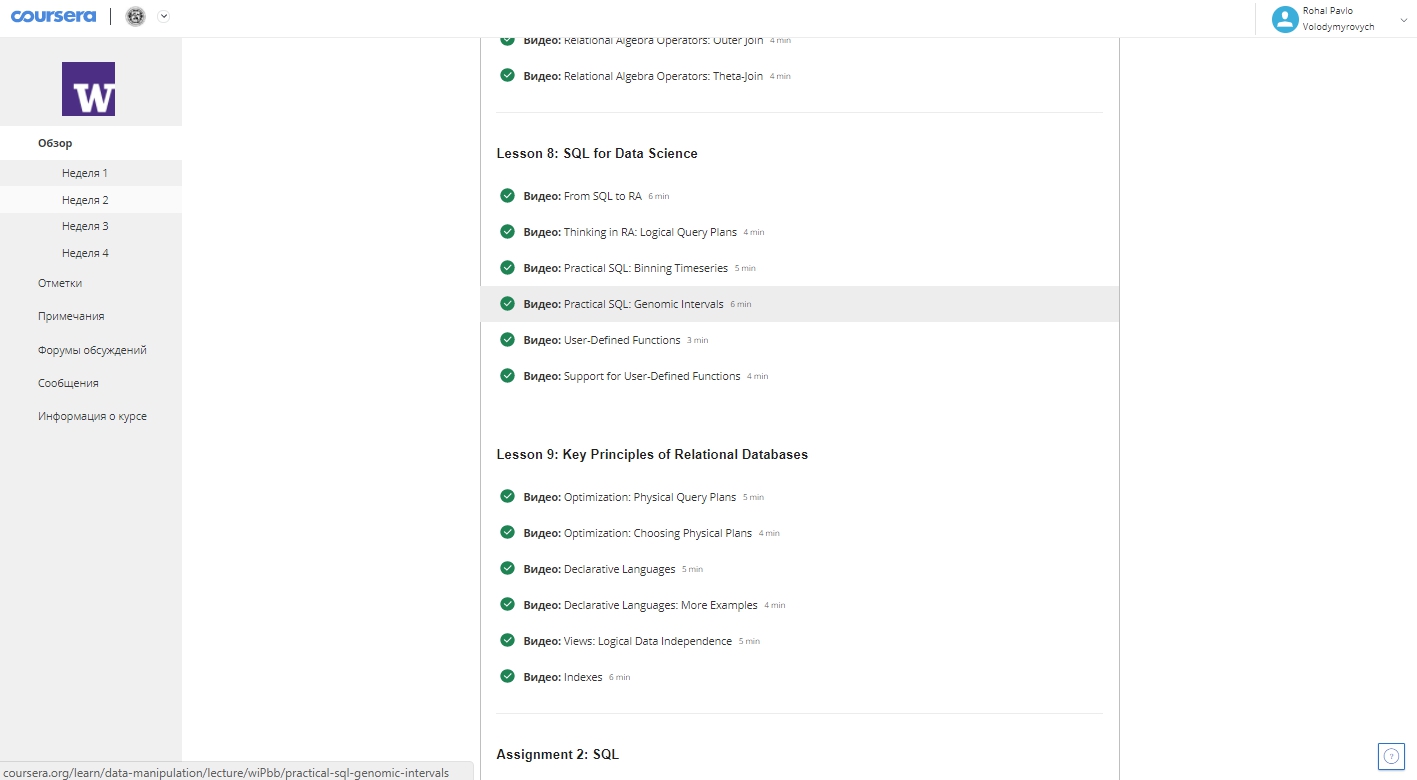 coursera
Rohal Pavlo
Volodymyrovych
W
Обзор
Неделя 1
Неделя 2
Неделя 3
Неделя 4
Отметки
Примечания
Форумы обсуждений
Сообщения
Информация о курсе
Видео: Relational Algebra Operators: Outer Join 4 min
Видео: Relational Algebra Operators: Theta-Join 4 min
Lesson 8: SQL for Data Science
Видео: From SQL to RA 6 min
Видео: Thinking in RA: Logical Query Plans 4 min
Видео: Practical SQL: Binning Timeseries 5 min
Видео: Practical SQL: Genomic Intervals 6 min
Видео: User-Defined Functions 3 min
Видео: Support for User-Defined Functions 4 min
Lesson 9: Key Principles of Relational Databases
Видео: Optimization: Physical Query Plans 5 min
Видео: Optimization: Choosing Physical Plans 4 min
Видео: Declarative Languages 5 min
Видео: Declarative Languages: More Examples 4 min
Видео: Views: Logical Data Independence 5 min
Видео: Indexes 6 min
Assignment 2: SQL
coursera.org/learn/data-manipulation/lecture/wiPbb/practical-sql-genomic-intervals
?